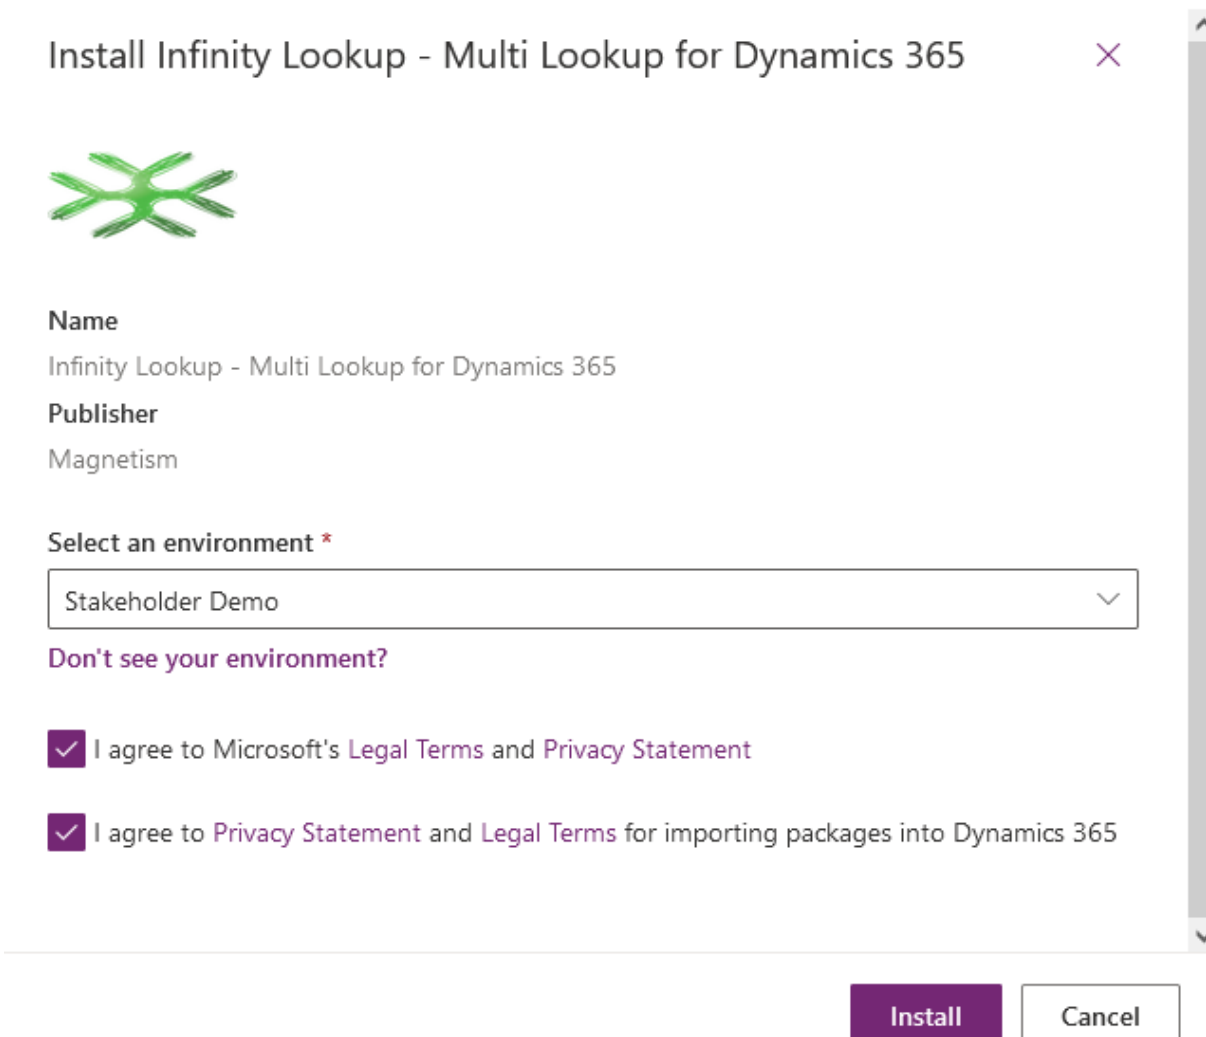 Install Infinity Lookup - Multi Lookup for Dynamics 365
Name
Infinity Lookup - Multi Lookup for Dynamics 365
Publisher
Magnetism
Select an environment *
Stakeholder Demo
Don't see your environment?
I agree to Microsoft's Legal Terms and Privacy Statement
I agree to Privacy Statement and Legal Terms for importing packages into Dynamics 365
Install Cancel